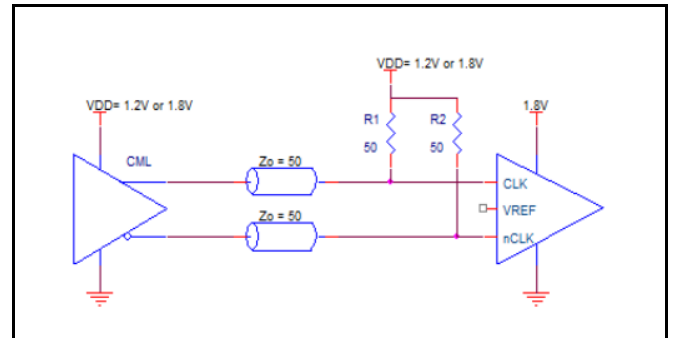 VDD= 1.2V or 1.8V
VDD= 1.2V or 1.8V
1.8V
R1
R2
50
50
CML
Zo = 50
CLK
VREF
Zo = 50
nCLK